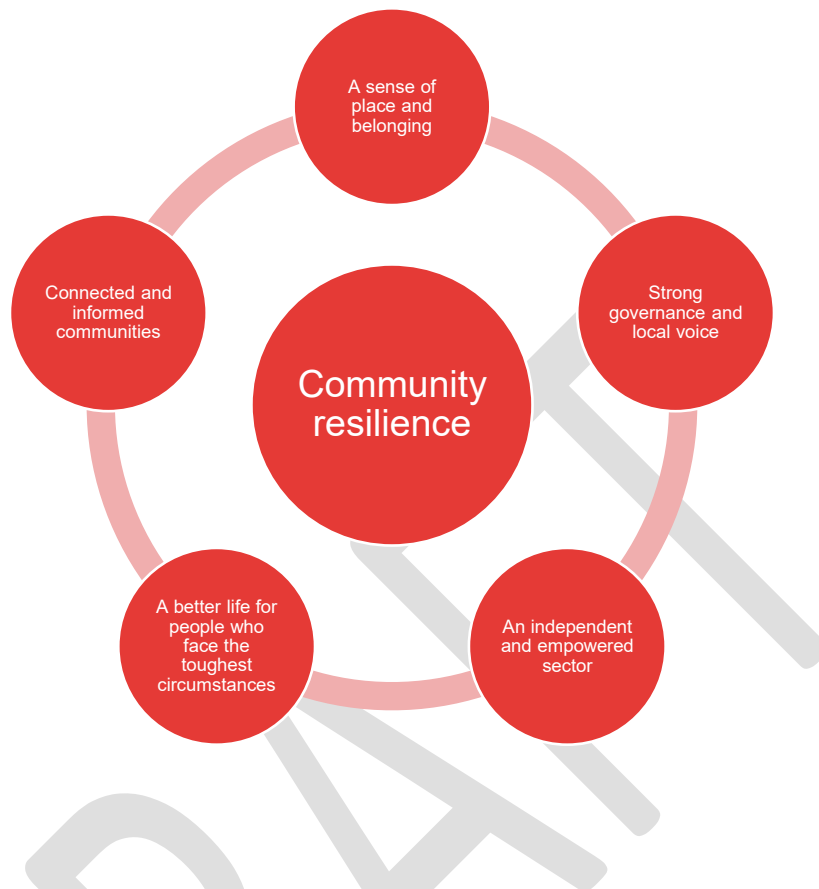 A sense of
place and
belonging
Strong
governance and
local voice
An independent
and empowered
sector
A better life for
people who
face the
toughest
circumstances
Connected and
informed
communities
Community
resilience
DRAFT